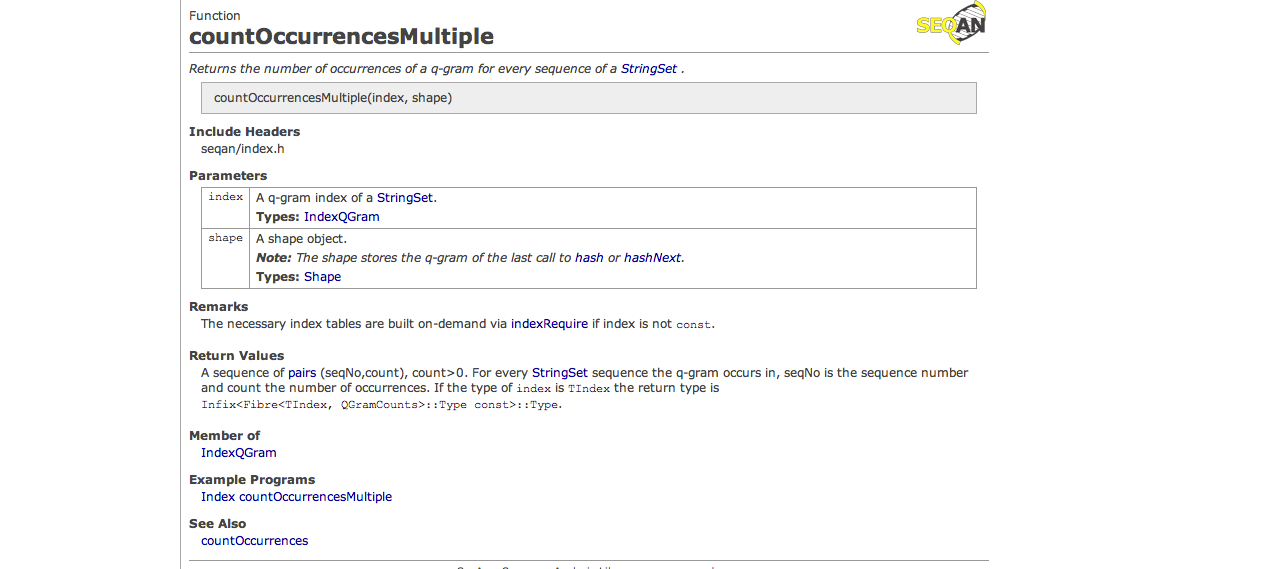 Function
SEQAN
countOccurrencesMultiple
Returns the number of occurrences of a q-gram for every sequence of a StringSet .
countOccurrencesMultiple(index, shape)
Include Headers
seqan/index.h
Parameters
index A q-gram index of a StringSet.
Types: IndexQGram
shape A shape object.
Note: The shape stores the q-gram of the last call to hash or hashNext.
Types: Shape
Remarks
The necessary index tables are built on-demand via indexRequire if index is not const.
Return Values
A sequence of pairs (seqNo,count), count>0. For every StringSet sequence the q-gram occurs in, seqNo is the sequence number
and count the number of occurrences. If the type of index is TIndex the return type is
Infix<Fibre<TIndex, QGramCounts>::Type const>::Type.
Member of
IndexQGram
Example Programs
Index countOccurrencesMultiple
See Also
countOccurrences